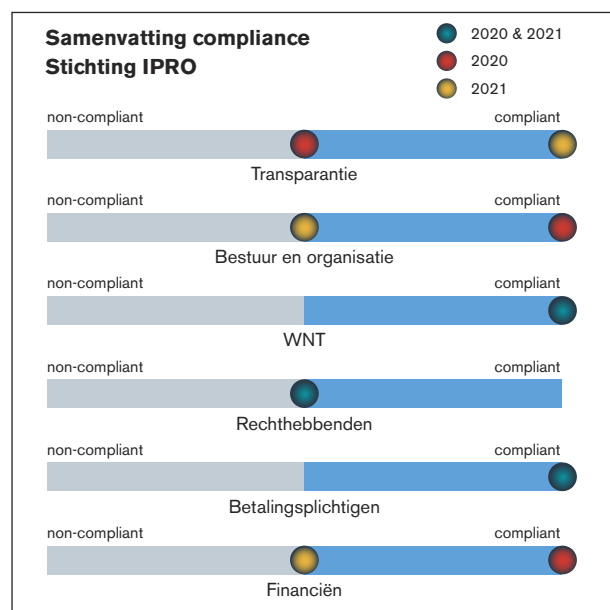 Samenvatting compliance
Stichting IPRO
2020 & 2021
2020
2021
non-compliant compliant
Transparantie
non-compliant compliant
Bestuur en organisatie
non-compliant compliant
WNT
non-compliant compliant
Rechthebbenden
non-compliant compliant
Betalingsplichtigen
non-compliant compliant
Financiën